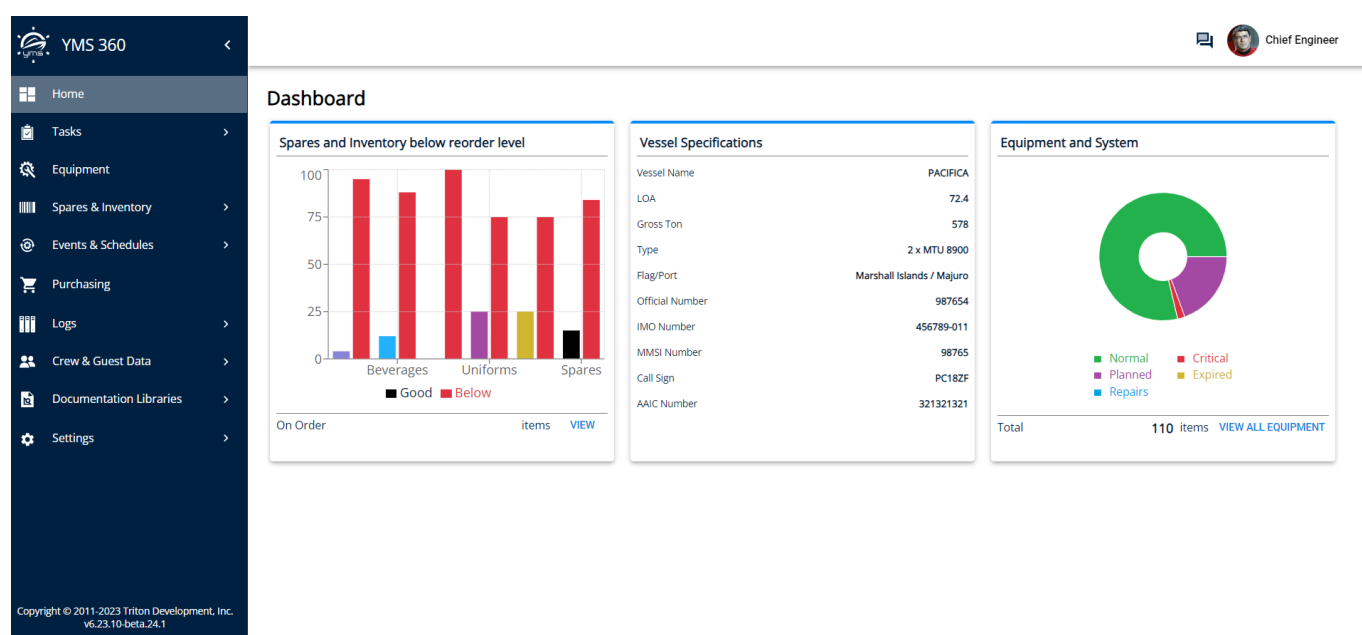 yms
YMS 360
Chief Engineer
Home
Tasks
Equipment
Spares & Inventory
Events & Schedules
Purchasing
Logs
Crew & Guest Data
Documentation Libraries
Settings
Copyright © 2011-2023 Triton Development, Inc.
v6.23.10-beta.24.1
Dashboard
Spares and Inventory below reorder level
100
75
50
25
0
Beverages Uniforms Spares
Good Below
On Order items VIEW
Vessel Specifications
Vessel Name PACIFICA
LOA 72.4
Gross Ton 578
Type 2 x MTU 8900
Flag/Port Marshall Islands / Majuro
Official Number 987654
IMO Number 456789-011
MMSI Number 98765
Call Sign PC18ZF
AAIC Number 321321321
Equipment and System
Normal Critical
Planned Expired
Repairs
Total 110 items VIEW ALL EQUIPMENT